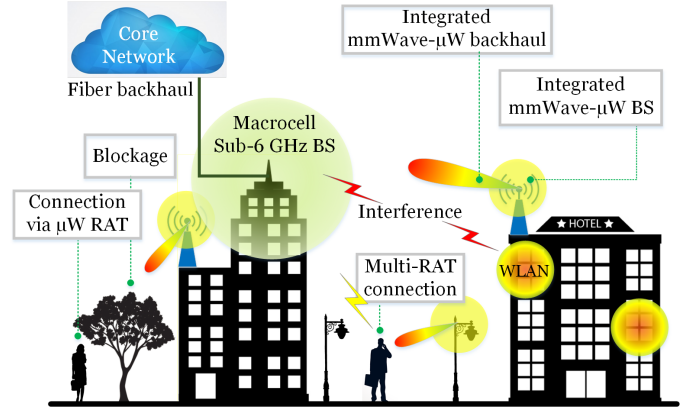 Core
Network
Fiber backhaul
Integrated
mmWave-µW backhaul
Integrated
mmWave-µW BS
Macrocell
Sub-6 GHz BS
Blockage
Connection
via µW RAT
Interference
HOTEL
WLAN
Multi-RAT
connection